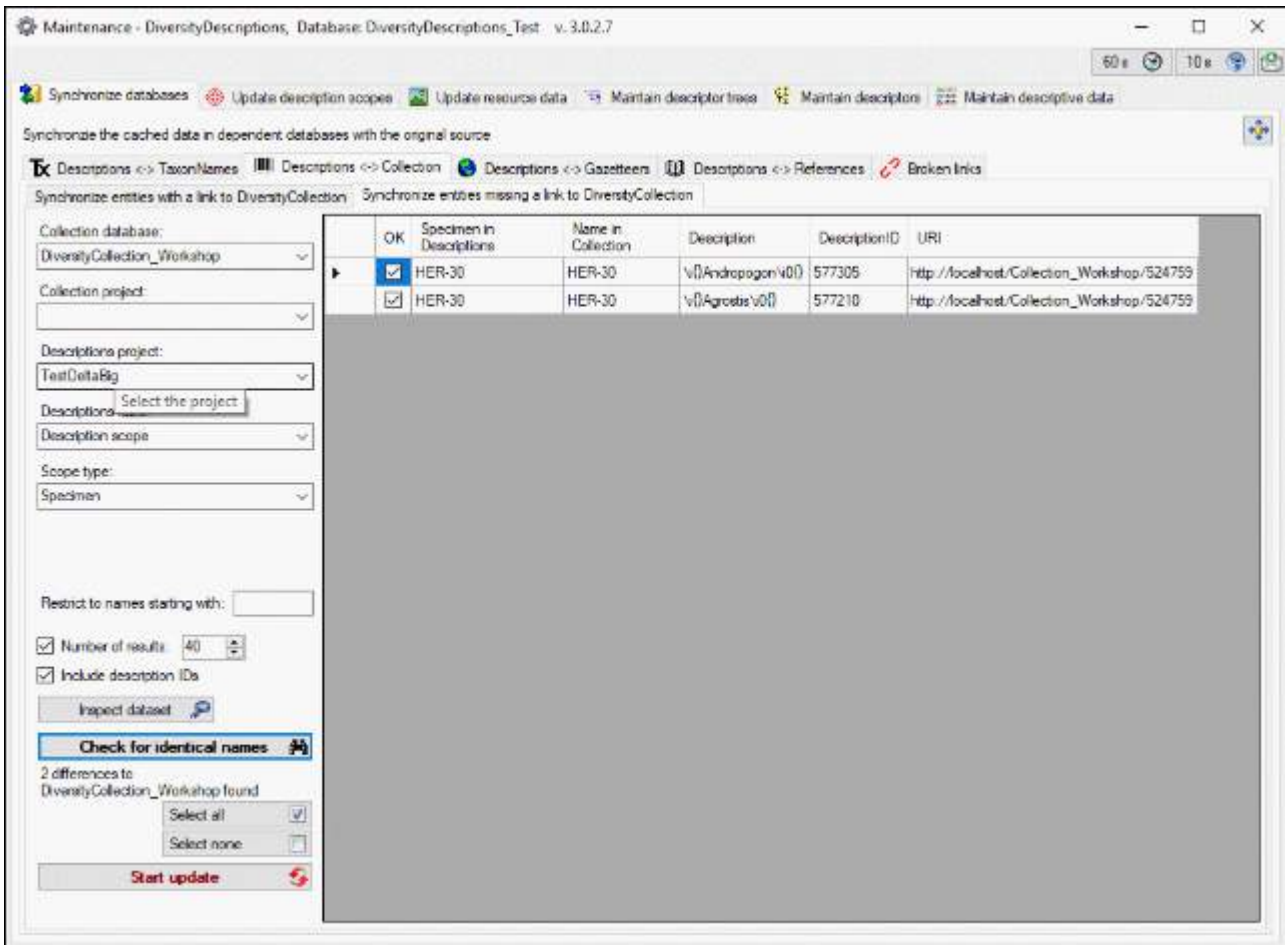 Maintenance - DiversityDescriptions, Database: DiversityDescriptions_Test v. 3.0.2.7
60 s 10 s
Synchronize databases Update description scopes Update resource data Maintain descriptor trees Maintain descriptors Maintain descriptive data
Synchronize the cached data in dependent databases with the original source
Tx Descriptions <-> TaxonNames Descriptions <-> Collection Descriptions <-> Gazetteers Descriptions <-> References Broken links
Synchronize entities with a link to DiversityCollection Synchronize entities missing a link to DiversityCollection
Collection database:
DiversityCollection_Workshop
Collection project:
Descriptions project:
TestDeltaBig
Select the project
Descriptions
Description scope
Scope type:
Specimen
Restrict to names starting with:
Number of results: 40
Include description IDs
Inspect dataset
Check for identical names
2 differences to
DiversityCollection_Workshop found
Select all
Select none
Start update
OK Specimen in Descriptions Name in Collection Description DescriptionID URI
HER-30 HER-30 \i{}Andropogon\i0{} 577305 http://localhost/Collection_Workshop/524759
HER-30 HER-30 \i{}Agrostis\i0{} 577210 http://localhost/Collection_Workshop/524759